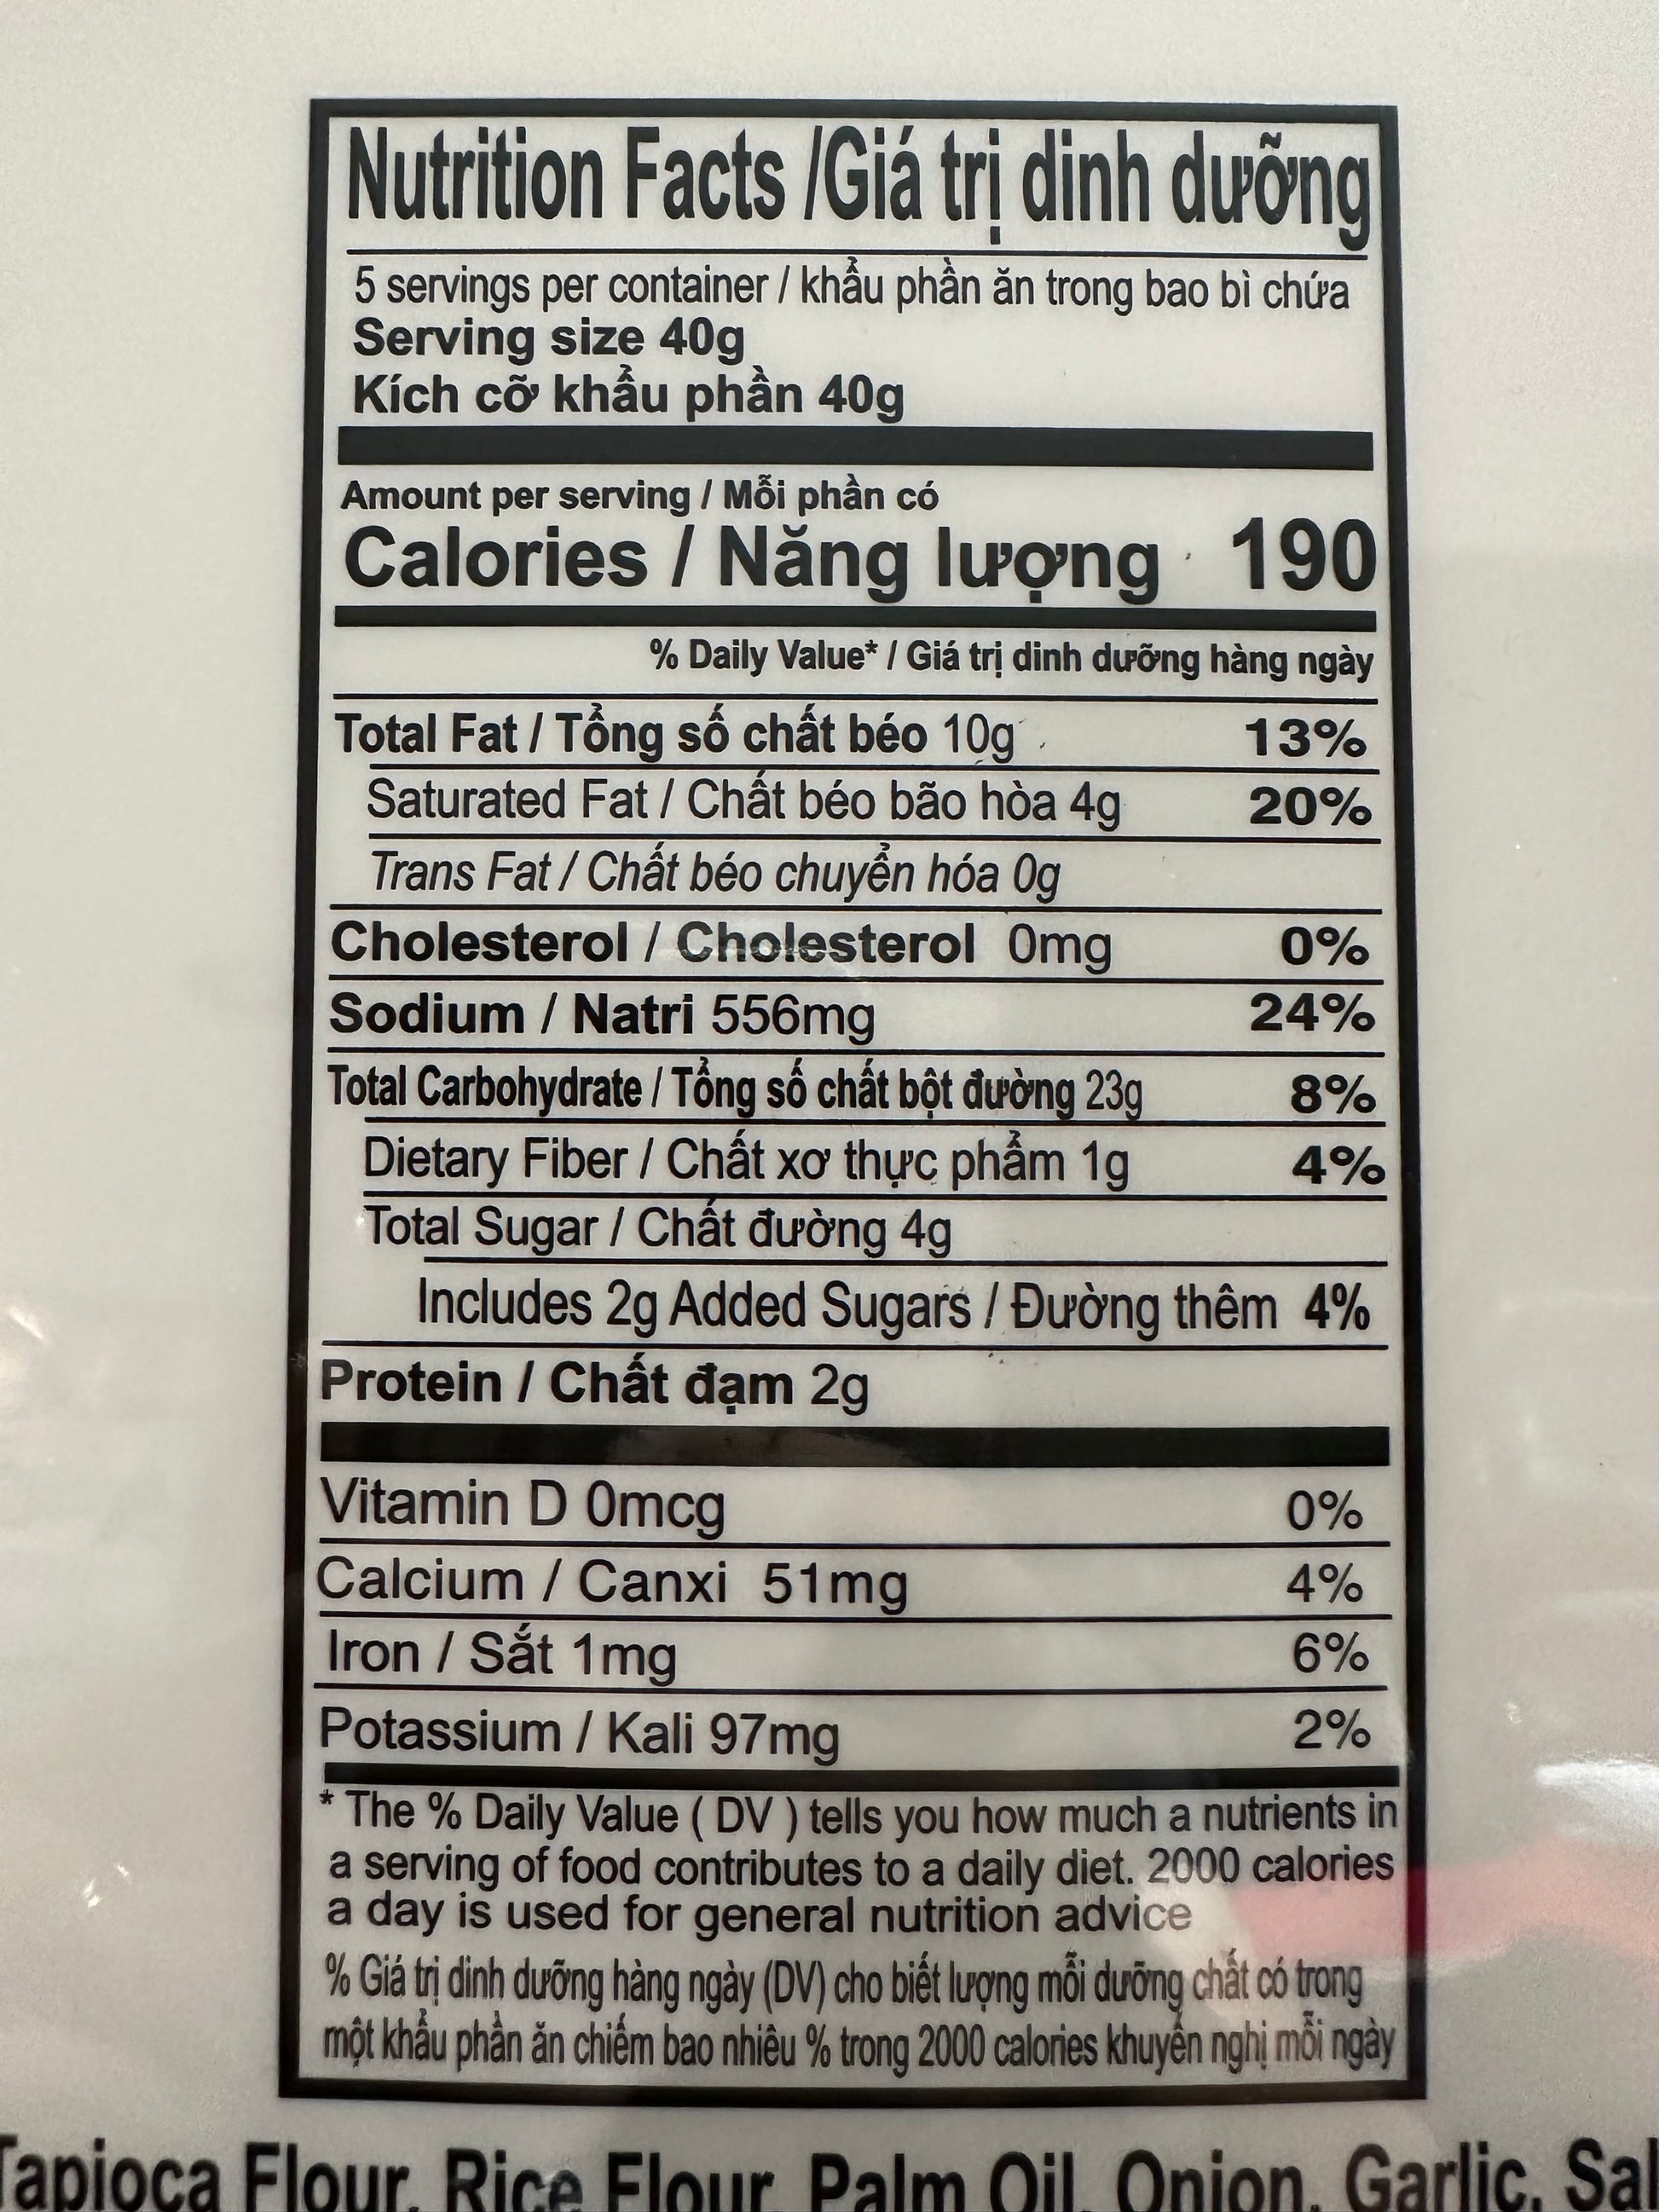 Nutrition Facts /Giá trị dinh dưỡng
5 servings per container / khẩu phần ăn trong bao bì chứa
Serving size 40g
Kích cỡ khẩu phần 40g
Amount per serving / Mỗi phần có
Calories / Năng lượng 190
% Daily Value* / Giá trị dinh dưỡng hàng ngày
Total Fat / Tổng số chất béo 10g 13%
Saturated Fat / Chất béo bão hòa 4g 20%
Trans Fat / Chất béo chuyển hóa 0g
Cholesterol / Cholesterol 0mg 0%
Sodium / Natri 556mg 24%
Total Carbohydrate / Tổng số chất bột đường 23g 8%
Dietary Fiber / Chất xơ thực phẩm 1g 4%
Total Sugar / Chất đường 4g
Includes 2g Added Sugars / Đường thêm 4%
Protein / Chất đạm 2g
Vitamin D 0mcg 0%
Calcium / Canxi 51mg 4%
Iron / Sắt 1mg 6%
Potassium / Kali 97mg 2%
* The % Daily Value ( DV ) tells you how much a nutrients in
a serving of food contributes to a daily diet. 2000 calories
a day is used for general nutrition advice
% Giá trị dinh dưỡng hàng ngày (DV) cho biết lượng mỗi dưỡng chất có trong
một khẩu phần ăn chiếm bao nhiêu % trong 2000 calories khuyến nghị mỗi ngày
Tapioca Flour, Rice Flour, Palm Oil, Onion, Garlic, Sal